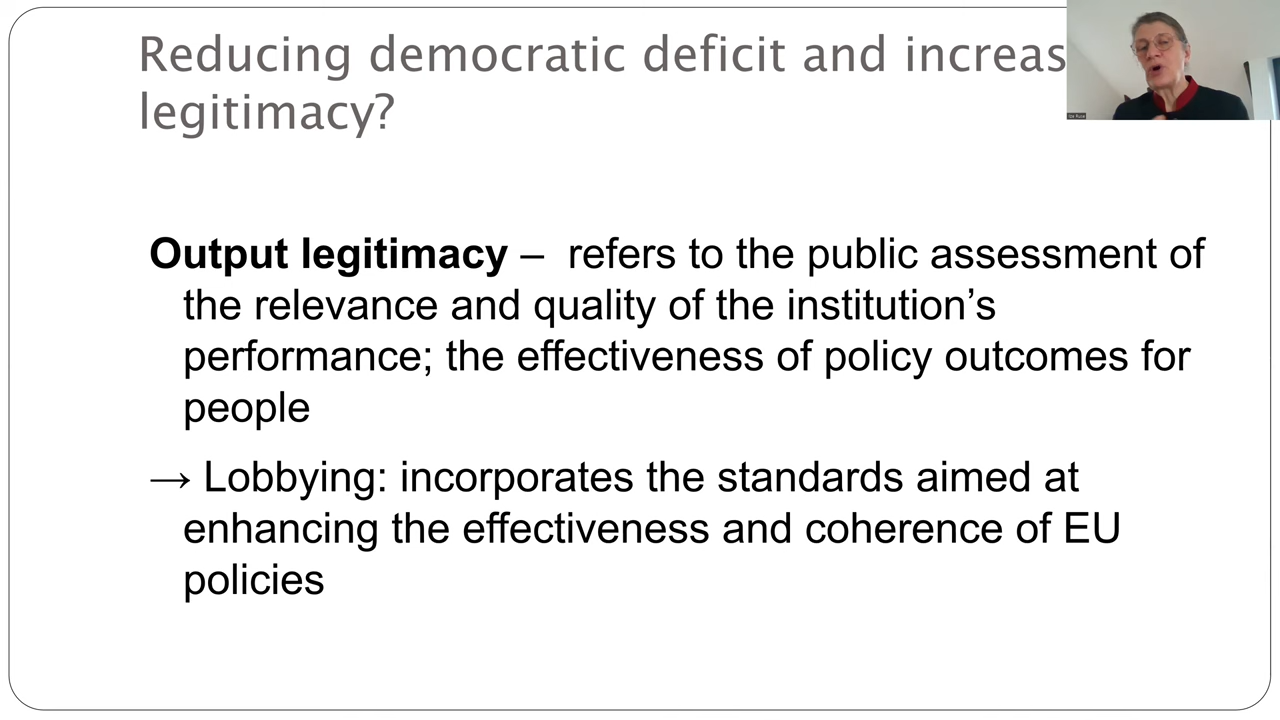 Reducing democratic deficit and increas
legitimacy?
Output legitimacy – refers to the public assessment of
the relevance and quality of the institution’s
performance; the effectiveness of policy outcomes for
people
→ Lobbying: incorporates the standards aimed at
enhancing the effectiveness and coherence of EU
policies